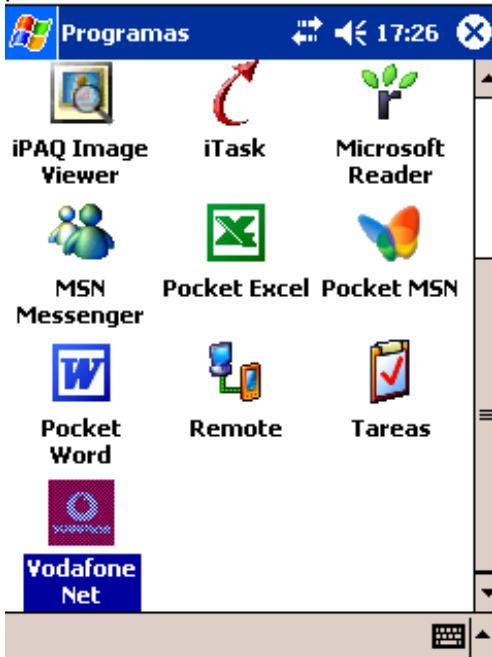 Programas 17:26
iPAQ Image Viewer
iTask
Microsoft Reader
MSN Messenger
Pocket Excel
Pocket MSN
Pocket Word
Remote
Tareas
Vodafone Net